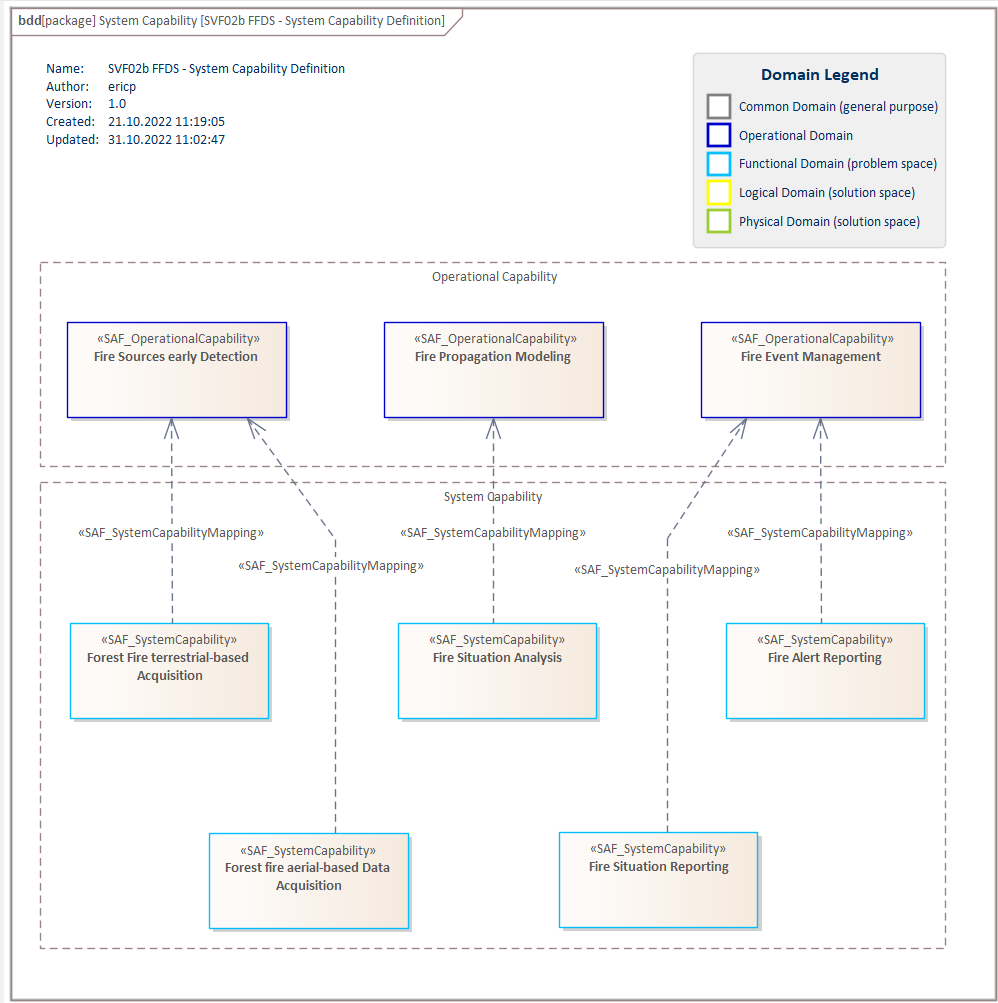 bdd[package] System Capability [SVF02b FFDS - System Capability Definition]
Name: SVF02b FFDS - System Capability Definition
Author: ericp
Version: 1.0
Created: 21.10.2022 11:19:05
Updated: 31.10.2022 11:02:47
Domain Legend
Common Domain (general purpose)
Operational Domain
Functional Domain (problem space)
Logical Domain (solution space)
Physical Domain (solution space)
Operational Capability
«SAF_OperationalCapability»
Fire Sources early Detection
«SAF_OperationalCapability»
Fire Propagation Modeling
«SAF_OperationalCapability»
Fire Event Management
System Capability
«SAF_SystemCapabilityMapping»
«SAF_SystemCapabilityMapping»
«SAF_SystemCapabilityMapping»
«SAF_SystemCapabilityMapping»
«SAF_SystemCapabilityMapping»
«SAF_SystemCapability»
Forest Fire terrestrial-based
Acquisition
«SAF_SystemCapability»
Fire Situation Analysis
«SAF_SystemCapability»
Fire Alert Reporting
«SAF_SystemCapability»
Forest fire aerial-based Data
Acquisition
«SAF_SystemCapability»
Fire Situation Reporting